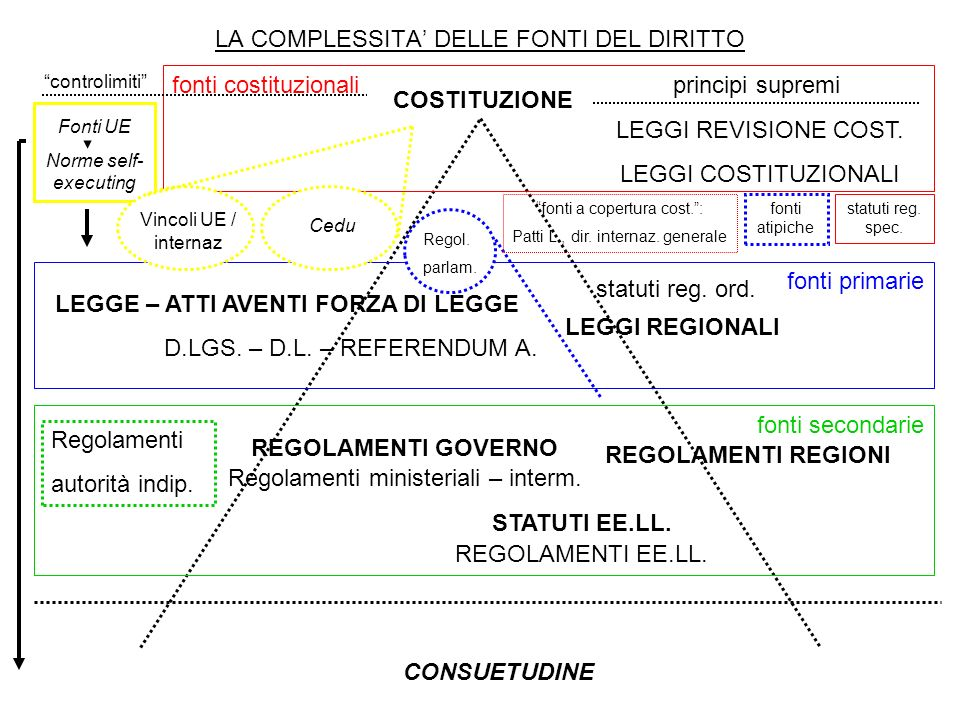 LA COMPLESSITA’ DELLE FONTI DEL DIRITTO
“controlimiti”
fonti costituzionali
COSTITUZIONE
principi supremi
LEGGI REVISIONE COST.
LEGGI COSTITUZIONALI
Fonti UE
Norme self-
executing
Vincoli UE /
internaz
Cedu
Regol.
parlam.
“fonti a copertura cost.”:
Patti L., dir. internaz. generale
fonti
atipiche
statuti reg.
spec.
fonti primarie
LEGGE – ATTI AVENTI FORZA DI LEGGE
D.LGS. – D.L. – REFERENDUM A.
statuti reg. ord.
LEGGI REGIONALI
fonti secondarie
Regolamenti
autorità indip.
REGOLAMENTI GOVERNO
Regolamenti ministeriali – interm.
REGOLAMENTI REGIONI
STATUTI EE.LL.
REGOLAMENTI EE.LL.
CONSUETUDINE